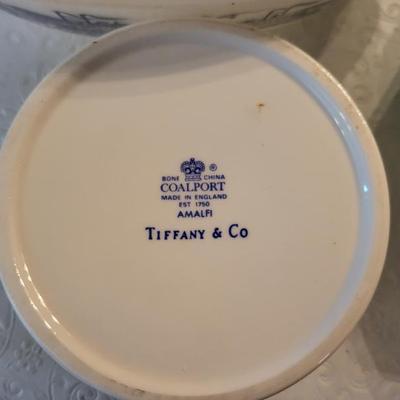 ®
BONE CHINA
COALPORT
MADE IN ENGLAND
EST 1750
AMALFI
TIFFANY & CO